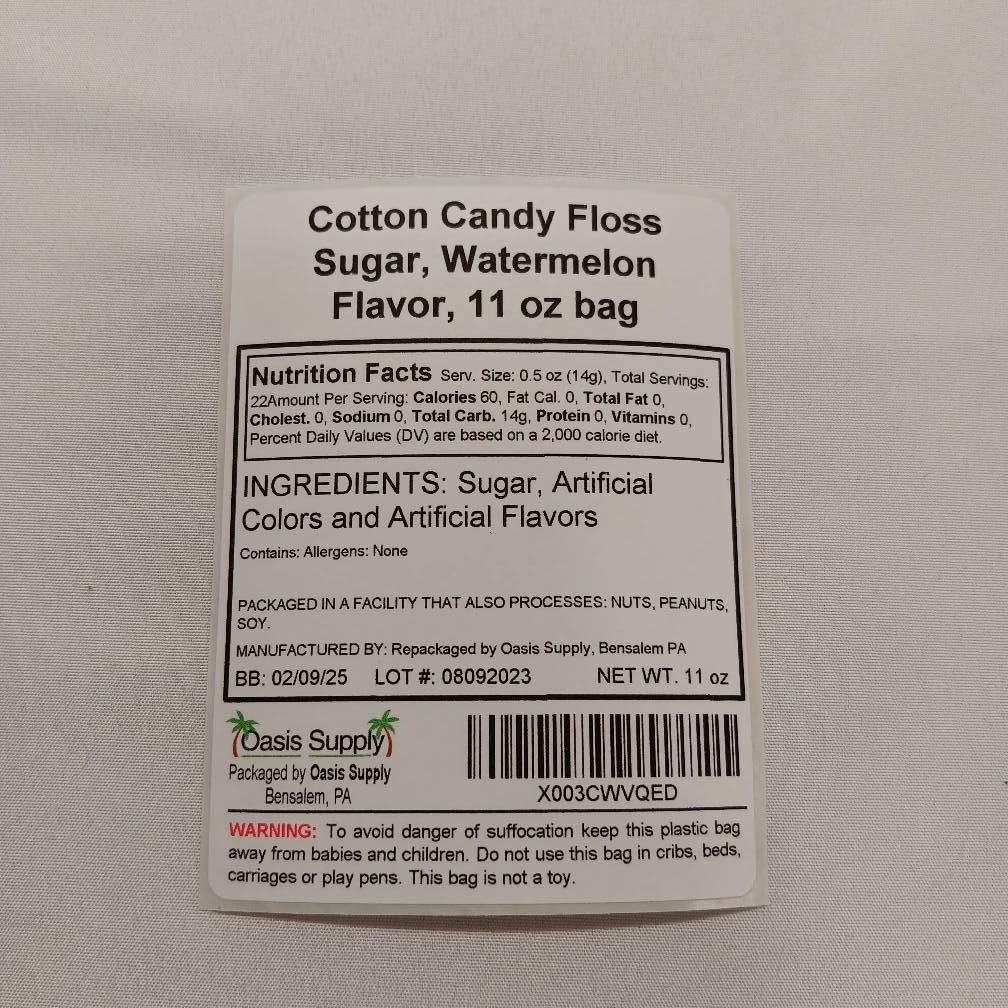 Cotton Candy Floss
Sugar, Watermelon
Flavor, 11 oz bag
Nutrition Facts Serv. Size: 0.5 oz (14g), Total Servings:
22Amount Per Serving: Calories 60, Fat Cal. 0, Total Fat 0,
Cholest. 0, Sodium 0, Total Carb. 14g, Protein 0, Vitamins 0,
Percent Daily Values (DV) are based on a 2,000 calorie diet.
INGREDIENTS: Sugar, Artificial
Colors and Artificial Flavors
Contains: Allergens: None
PACKAGED IN A FACILITY THAT ALSO PROCESSES: NUTS, PEANUTS,
SOY.
MANUFACTURED BY: Repackaged by Oasis Supply, Bensalem PA
BB: 02/09/25 LOT #: 08092023 NET WT. 11 oz
Oasis Supply
Packaged by Oasis Supply
Bensalem, PA
X003CWVQED
WARNING: To avoid danger of suffocation keep this plastic bag
away from babies and children. Do not use this bag in cribs, beds,
carriages or play pens. This bag is not a toy.